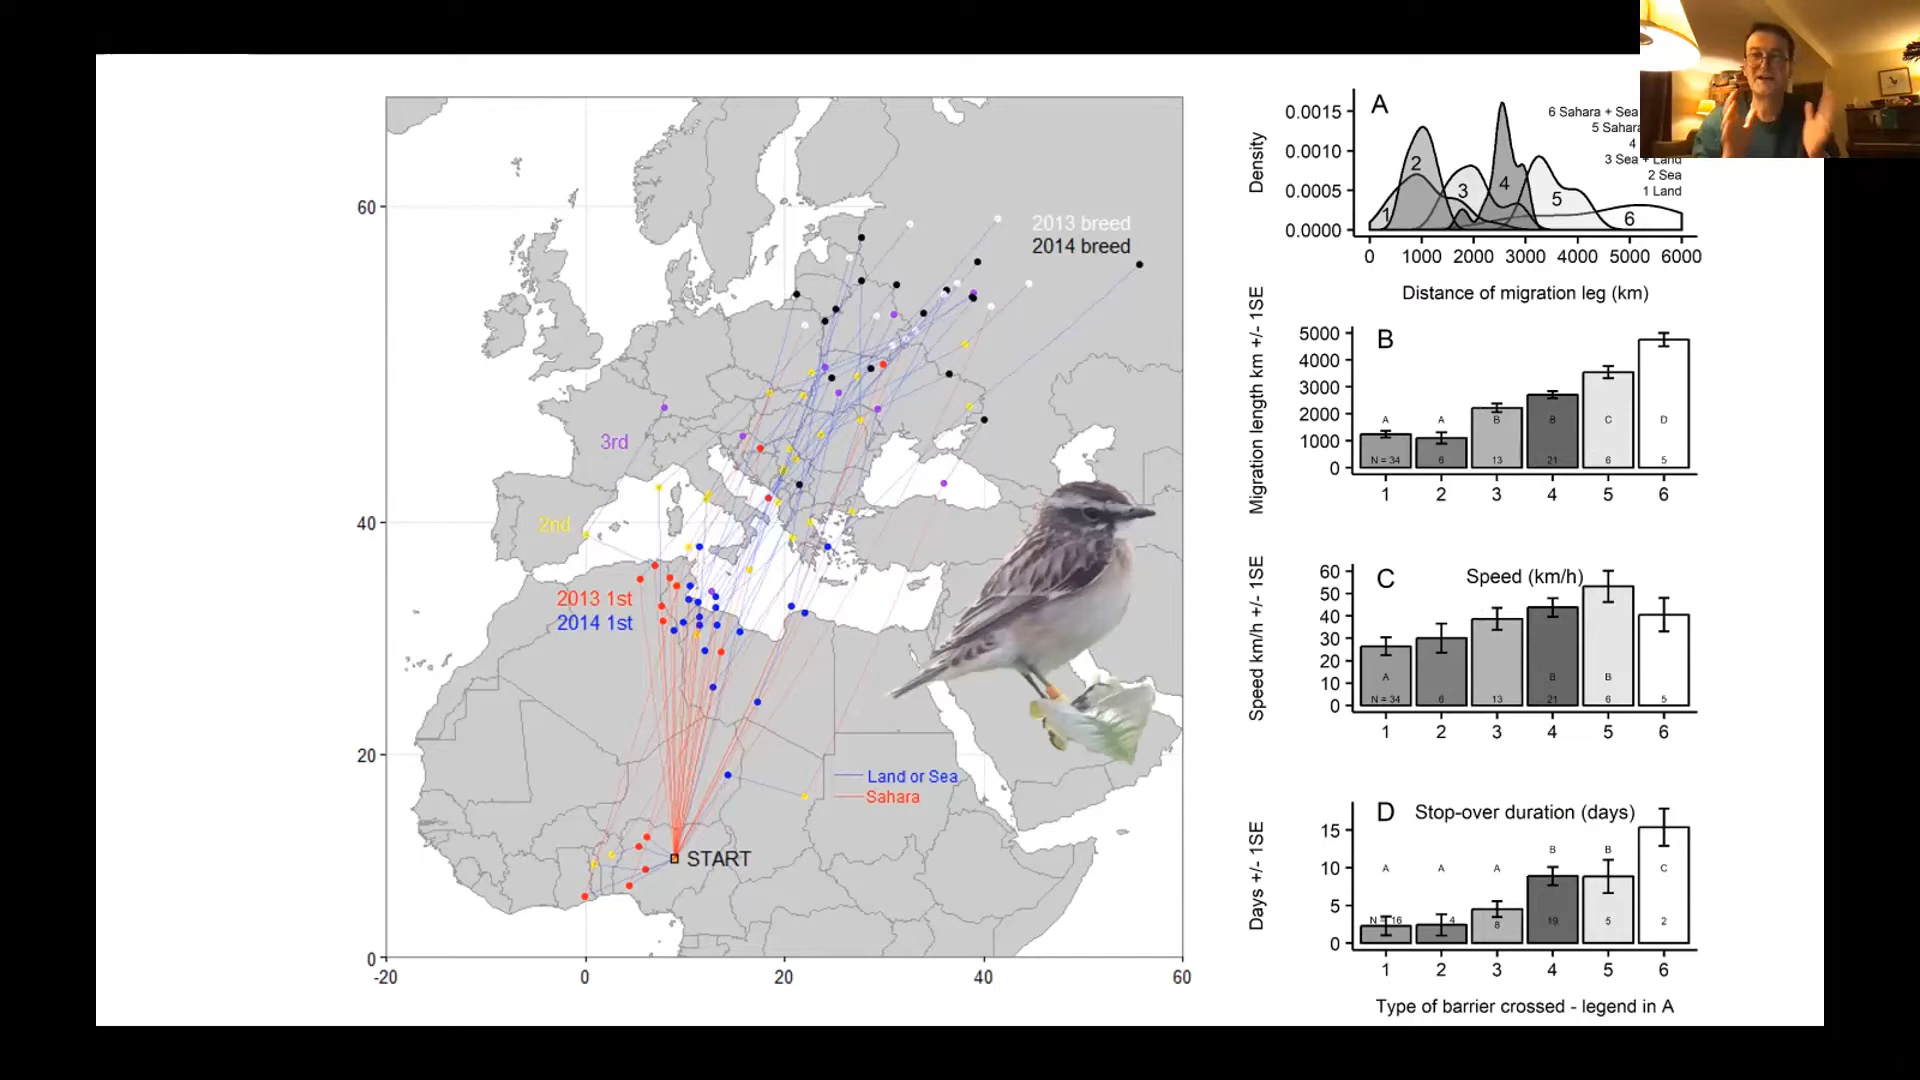 60
40
20
0
-20
0
20
40
60
2013 breed
2014 breed
3rd
2nd
2013 1st
2014 1st
START
Land or Sea
Sahara
A
Density
0.0015
0.0010
0.0005
0.0000
1
2
3
4
5
6
6 Sahara + Sea
5 Sahara
4
3 Sea + Land
2 Sea
1 Land
0 1000 2000 3000 4000 5000 6000
Distance of migration leg (km)
B
Migration length km +/- 1SE
5000
4000
3000
2000
1000
0
A A B B C D
N = 34 6 13 21 6 5
1 2 3 4 5 6
C Speed (km/h)
Speed km/h +/- 1SE
60
50
40
30
20
10
0
A B B
N = 34 6 13 21 6 5
1 2 3 4 5 6
D Stop-over duration (days)
Days +/- 1SE
15
10
5
0
A A A B B C
N = 16 4 8 19 5 2
1 2 3 4 5 6
Type of barrier crossed - legend in A